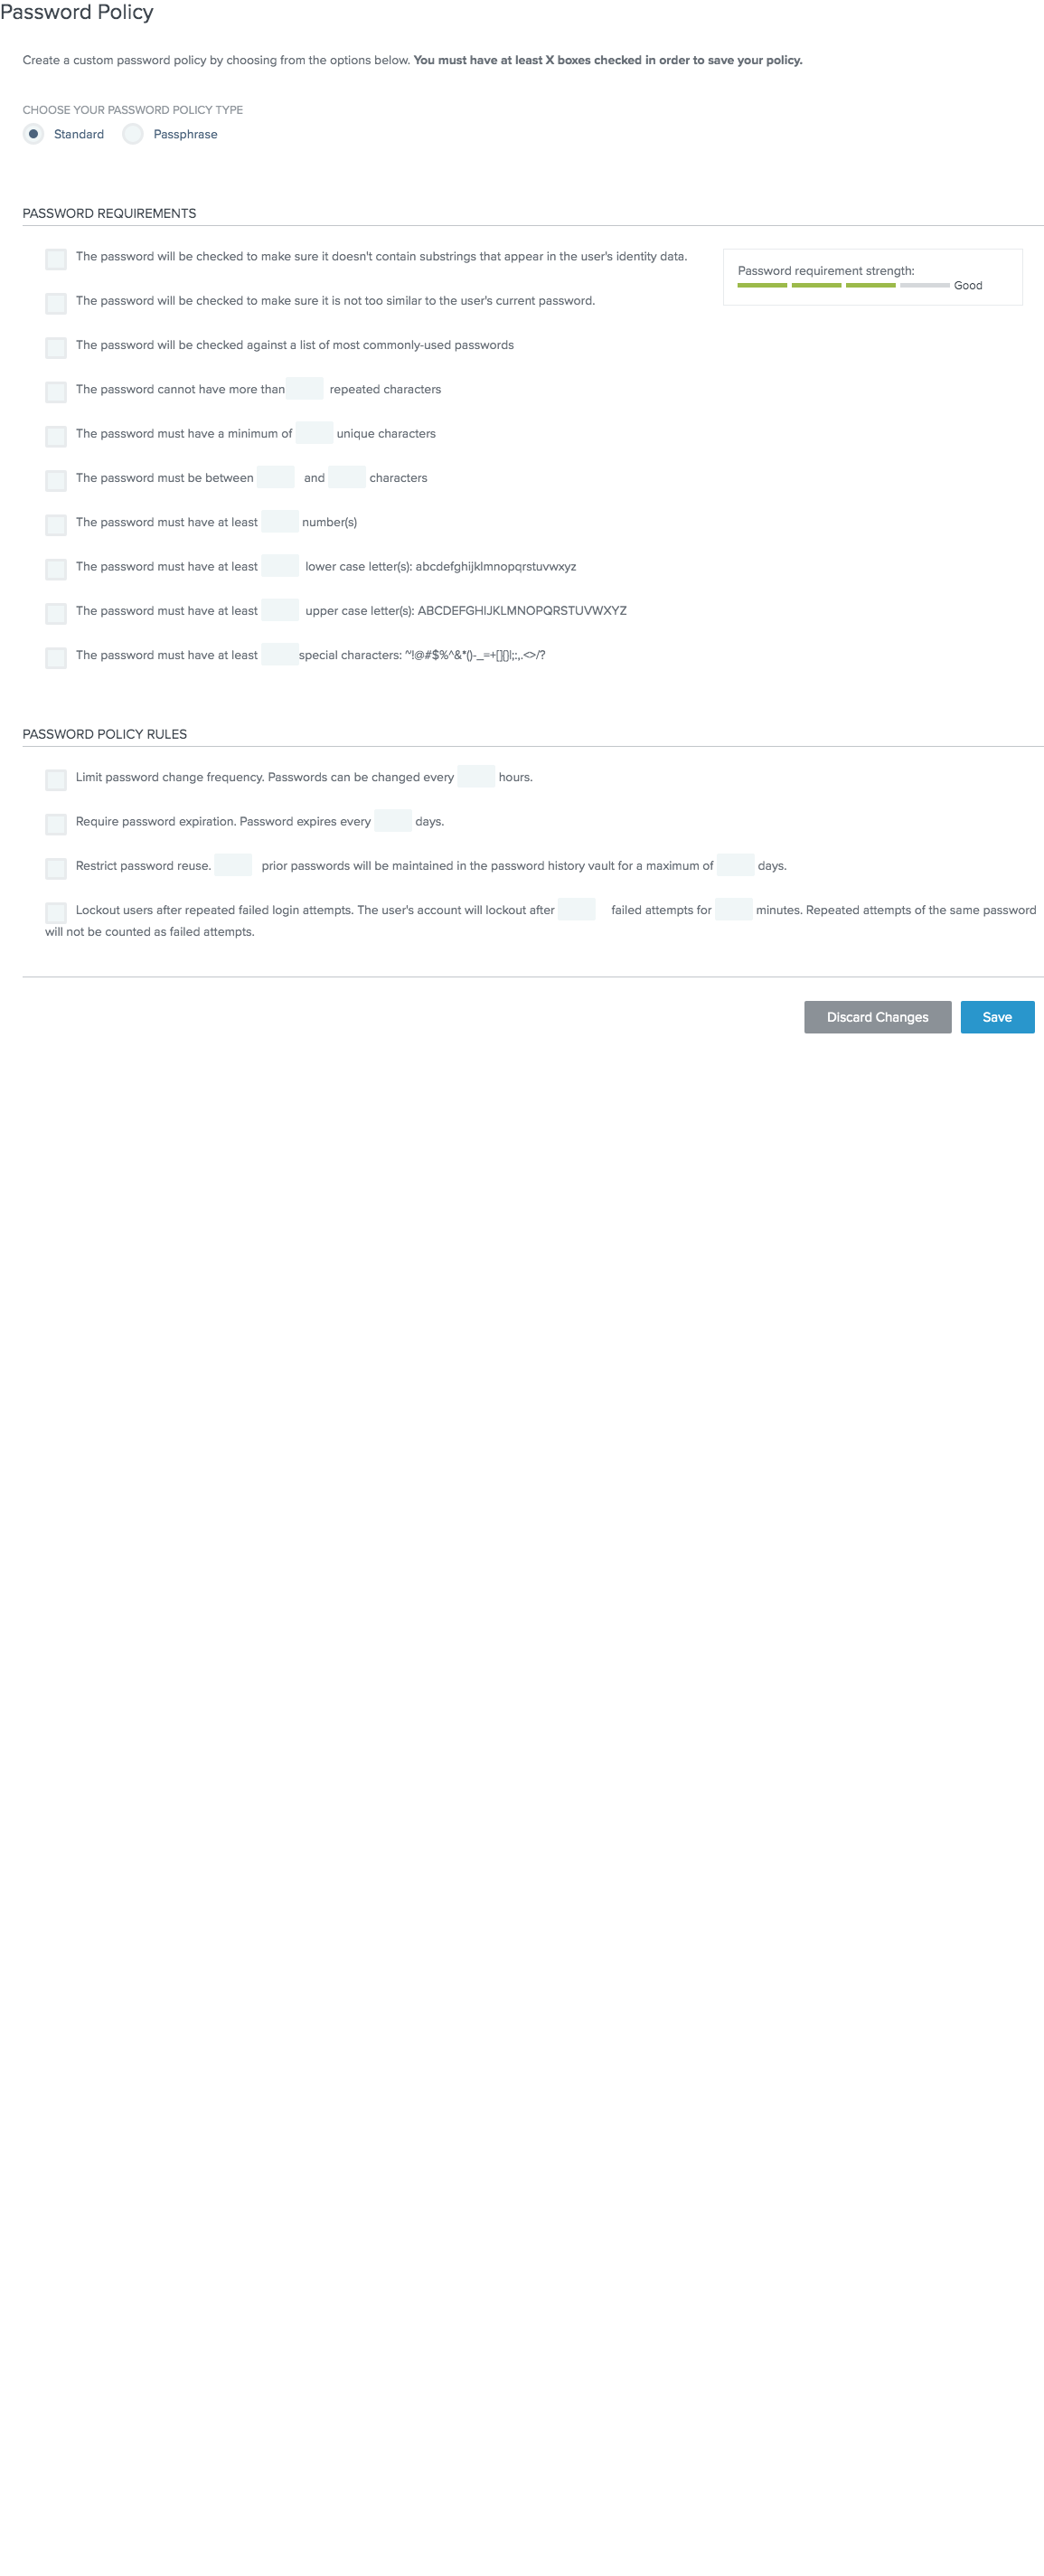 Password Policy
Create a custom password policy by choosing from the options below. You must have at least X boxes checked in order to save your policy.
CHOOSE YOUR PASSWORD POLICY TYPE
Standard Passphrase
PASSWORD REQUIREMENTS
The password will be checked to make sure it doesn't contain substrings that appear in the user's identity data.
Password requirement strength:
Good
The password will be checked to make sure it is not too similar to the user's current password.
The password will be checked against a list of most commonly-used passwords
The password cannot have more than repeated characters
The password must have a minimum of unique characters
The password must be between and characters
The password must have at least number(s)
The password must have at least lower case letter(s): abcdefghijklmnopqrstuvwxyz
The password must have at least upper case letter(s): ABCDEFGHIJKLMNOPQRSTUVWXYZ
The password must have at least special characters: ~!@#$%^&*()-_=+[]{}|;:,.<>/?
PASSWORD POLICY RULES
Limit password change frequency. Passwords can be changed every hours.
Require password expiration. Password expires every days.
Restrict password reuse. prior passwords will be maintained in the password history vault for a maximum of days.
Lockout users after repeated failed login attempts. The user's account will lockout after failed attempts for minutes. Repeated attempts of the same password
will not be counted as failed attempts.
Discard Changes Save